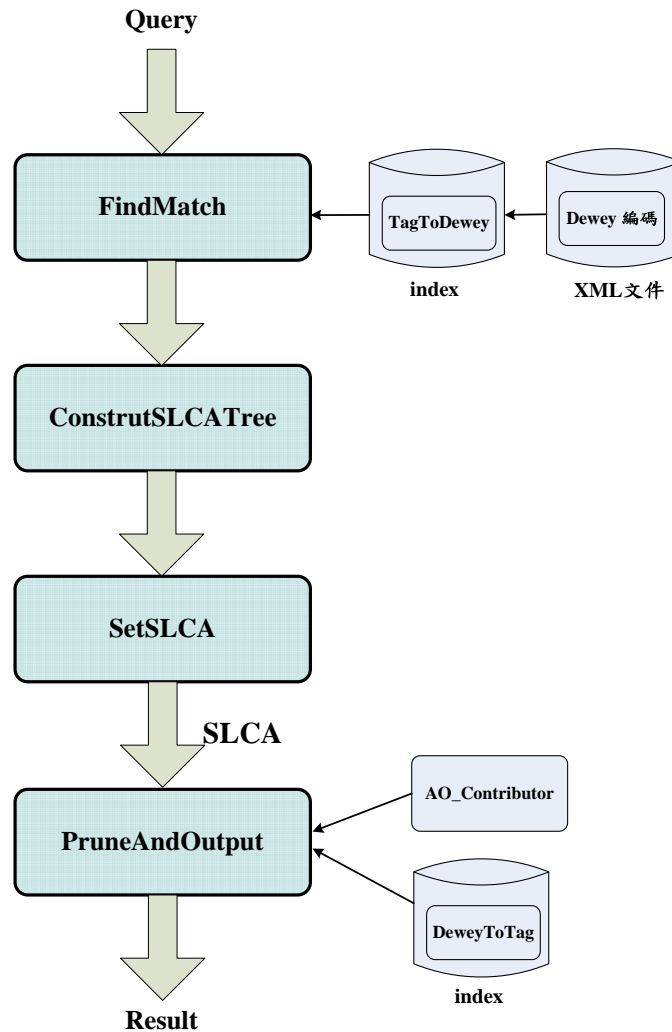 Query
FindMatch
TagToDewey
Dewey 編碼
index
XML文件
ConstrutSLCATree
SetSLCA
SLCA
AO_Contributor
PruneAndOutput
DeweyToTag
index
Result